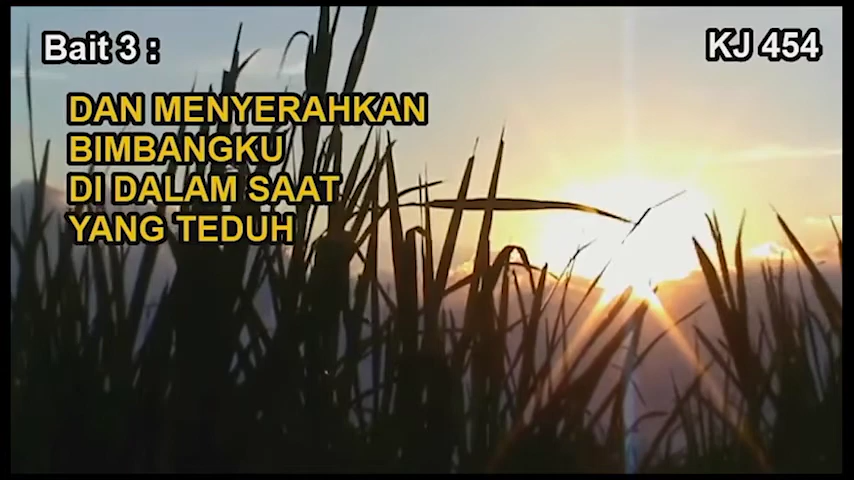 Bait 3 :
KJ 454
DAN MENYERAHKAN
BIMBANGKU
DI DALAM SAAT
YANG TEDUH